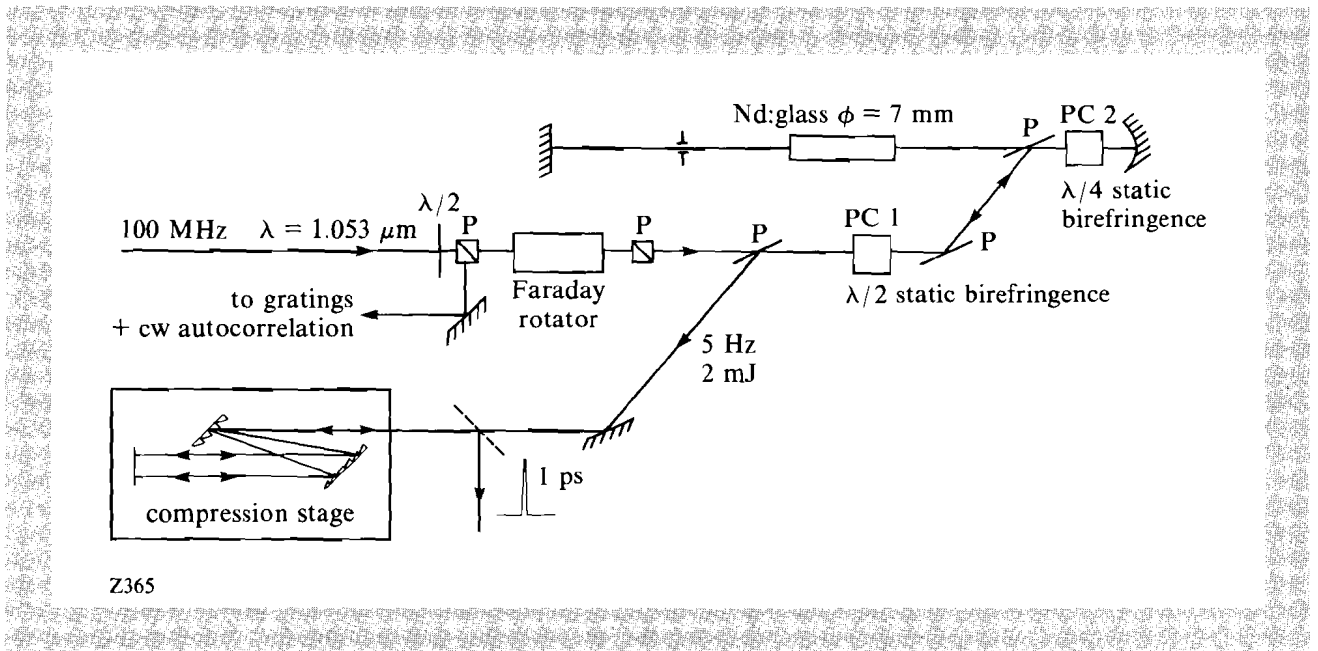 Nd:glass ϕ = 7 mm
P
PC 2
λ/4 static
birefringence
100 MHz λ = 1.053 μm
λ/2
P
Faraday
rotator
P
P
PC 1
P
λ/2 static birefringence
to gratings
+ cw autocorrelation
5 Hz
2 mJ
1 ps
compression stage
Z365